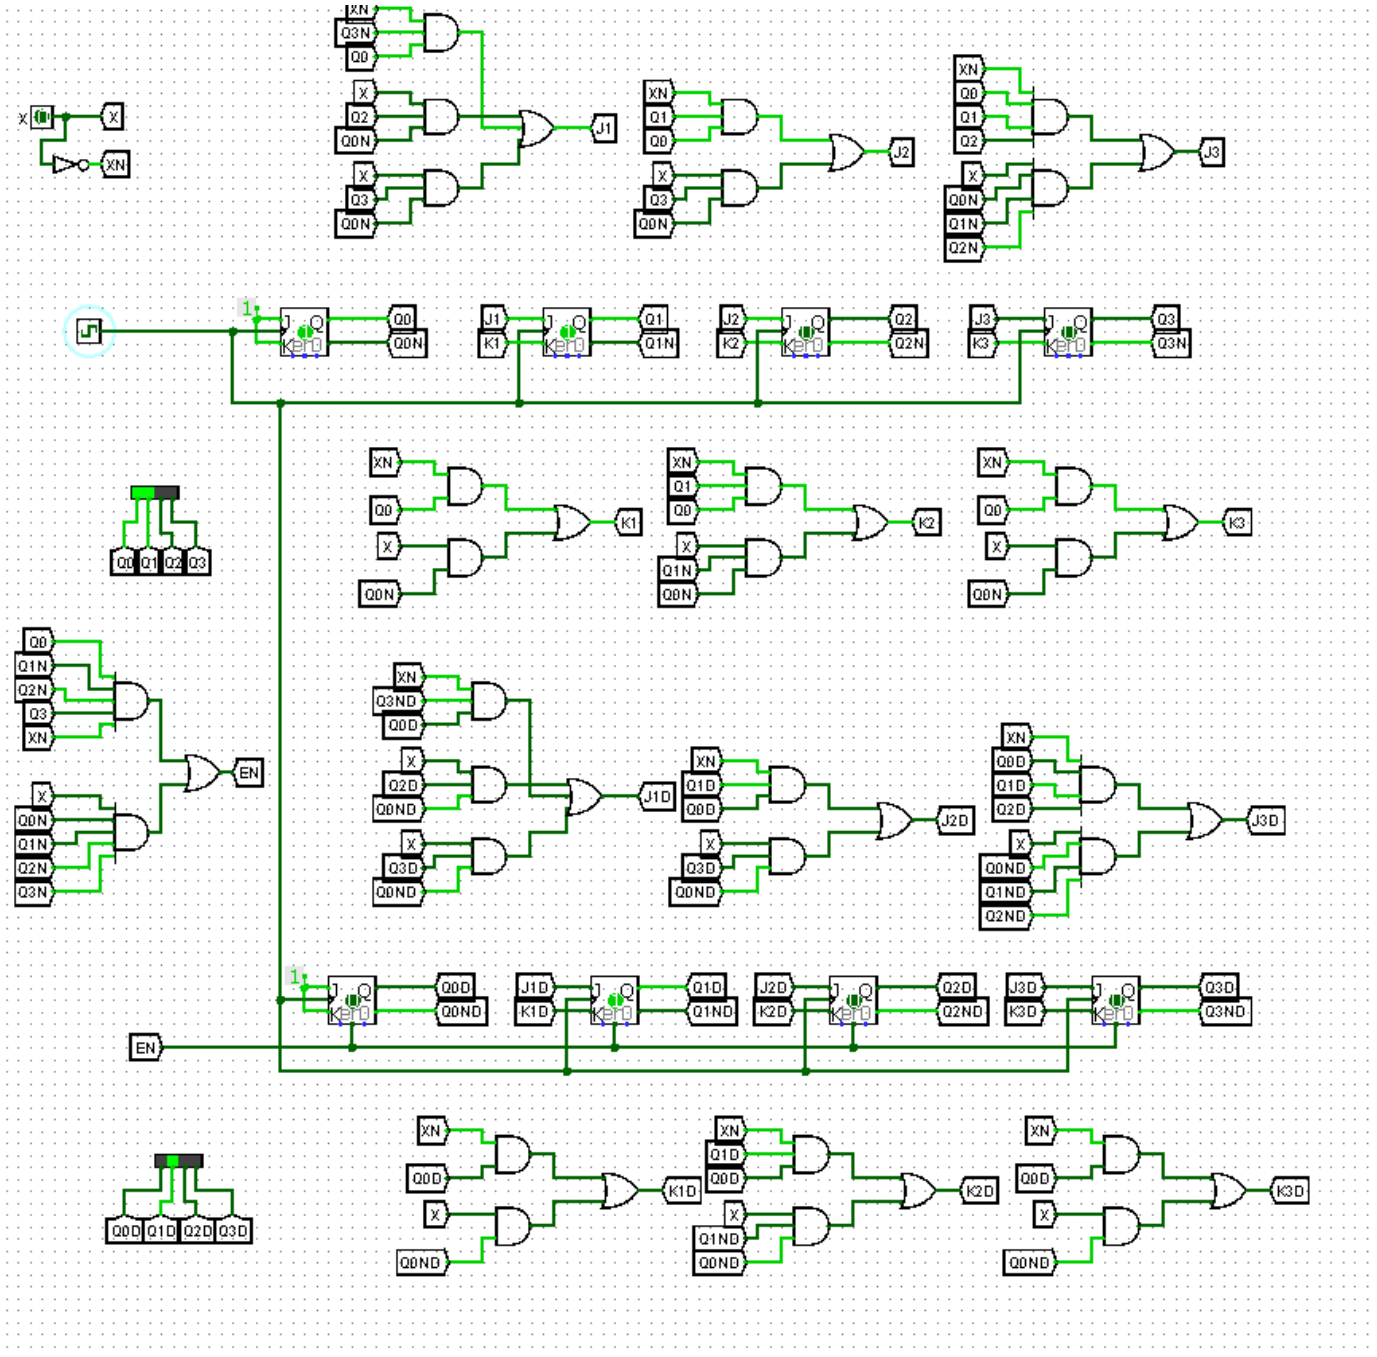 XN
Q3N
Q0
X
Q2
Q0N
X
Q3
Q0N
J1
XN
Q1
Q0
X
Q3
Q0N
J2
XN
Q0
Q1
Q2
X
Q0N
Q1N
Q2N
J3
X
X
XN
1
J Q
Q0
Q0N
J1
K1
J Q
Q1
Q1N
J2
K2
J Q
Q2
Q2N
J3
K3
J Q
Q3
Q3N
XN
Q0
X
Q0N
K1
XN
Q1
Q0
X
Q1N
Q0N
K2
XN
Q0
X
Q0N
K3
Q0 Q1 Q2 Q3
Q0
Q1N
Q2N
Q3
XN
X
Q0N
Q1N
Q2N
Q3N
EN
XN
Q3ND
Q0D
X
Q2D
Q0ND
X
Q3D
Q0ND
J1D
XN
Q1D
Q0D
X
Q3D
Q0ND
J2D
XN
Q0D
Q1D
Q2D
X
Q0ND
Q1ND
Q2ND
J3D
1
J Q
Q0D
Q0ND
J1D
K1D
J Q
Q1D
Q1ND
J2D
K2D
J Q
Q2D
Q2ND
J3D
K3D
J Q
Q3D
Q3ND
EN
XN
Q0D
X
Q0ND
K1D
XN
Q1D
Q0D
X
Q1ND
Q0ND
K2D
XN
Q0D
X
Q0ND
K3D
Q0D Q1D Q2D Q3D